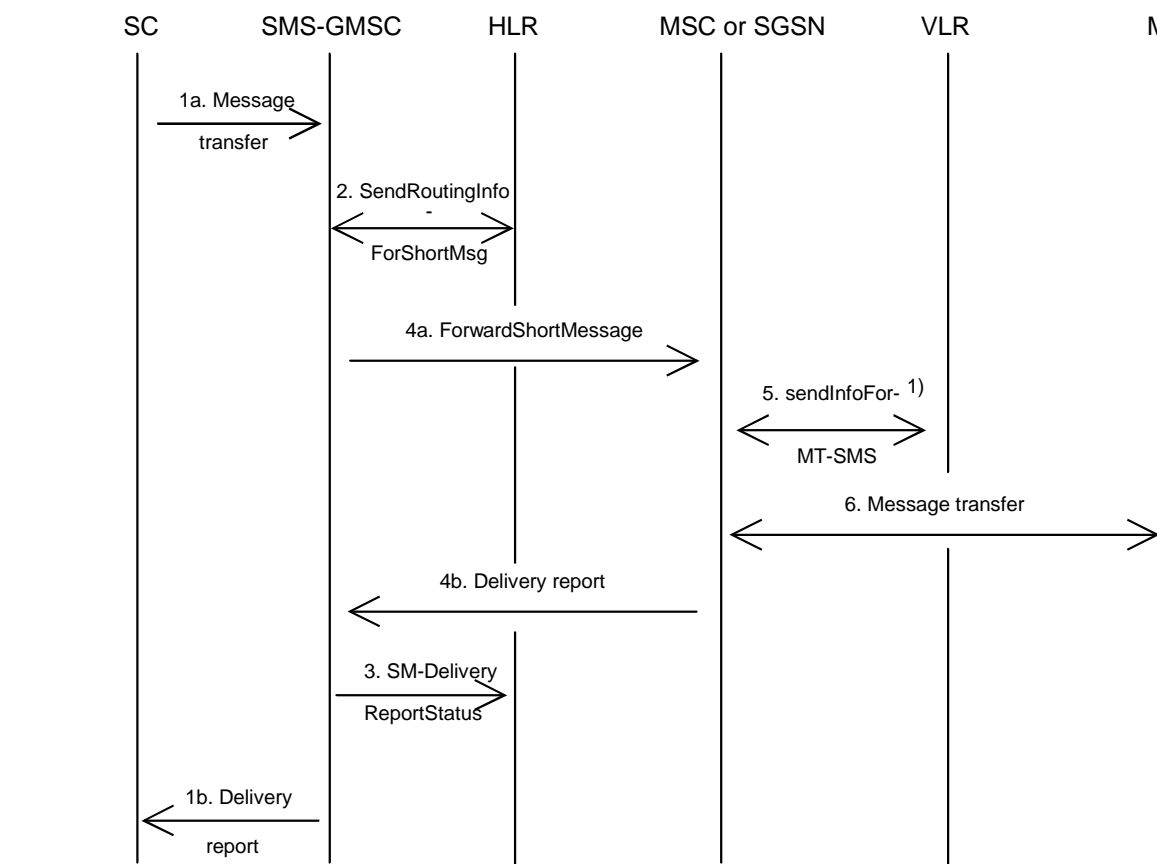 SC SMS-GMSC HLR MSC or SGSN VLR M
1a. Message
transfer
2. SendRoutingInfo
-
ForShortMsg
4a. ForwardShortMessage
5. sendInfoFor- 1)
MT-SMS
6. Message transfer
4b. Delivery report
3. SM-Delivery
ReportStatus
1b. Delivery
report